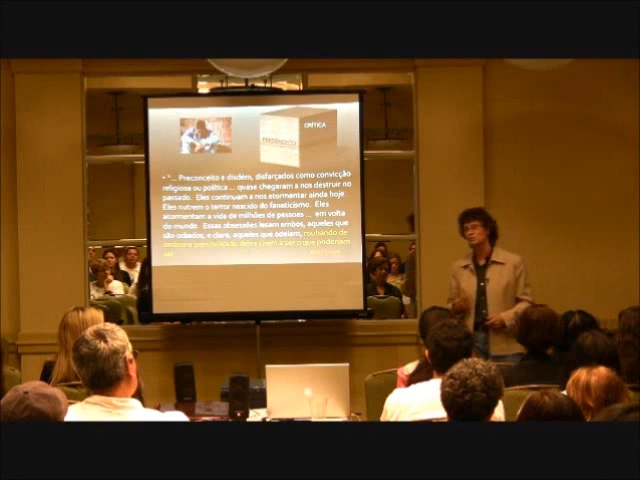 CRÍTICA
PRECONCEITO
"... Preconceito e disdém, disfarçados como convicção
religiosa ou política ... quase chegaram a nos destruir no
passado. Eles continuam a nos atormentar ainda hoje.
Eles nutrem o terror nascido do fanaticismo. Eles
atormentam a vida de milhões de pessoas ... em volta
do mundo. Essas obsessões lesam ambos, aqueles que
são odiados, e claro, aqueles que odeiam, roubando de
ambos a possibilidade deles virem a ser o que poderiam
ser